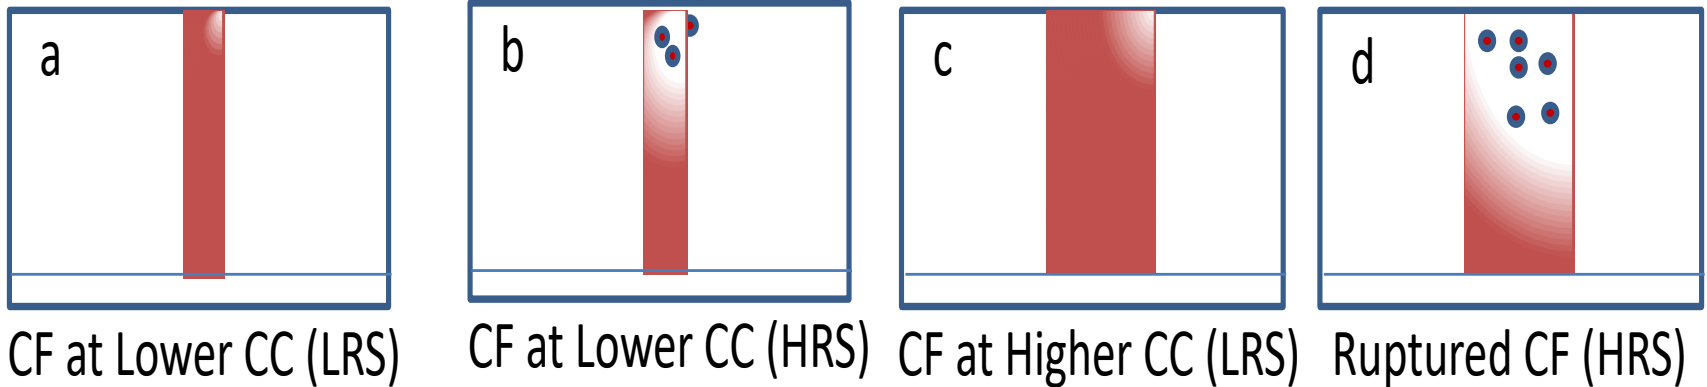 a
b
c
d
CF at Lower CC (LRS)
CF at Lower CC (HRS)
CF at Higher CC (LRS)
Ruptured CF (HRS)